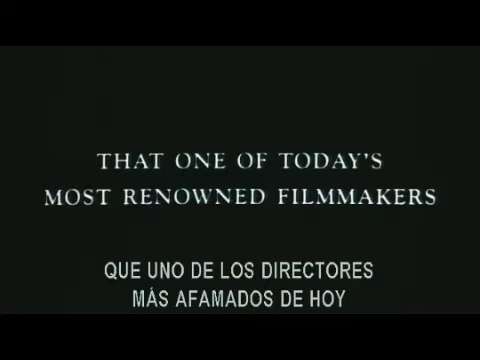 THAT ONE OF TODAY'S
MOST RENOWNED FILMMAKERS
QUE UNO DE LOS DIRECTORES
MÁS AFAMADOS DE HOY